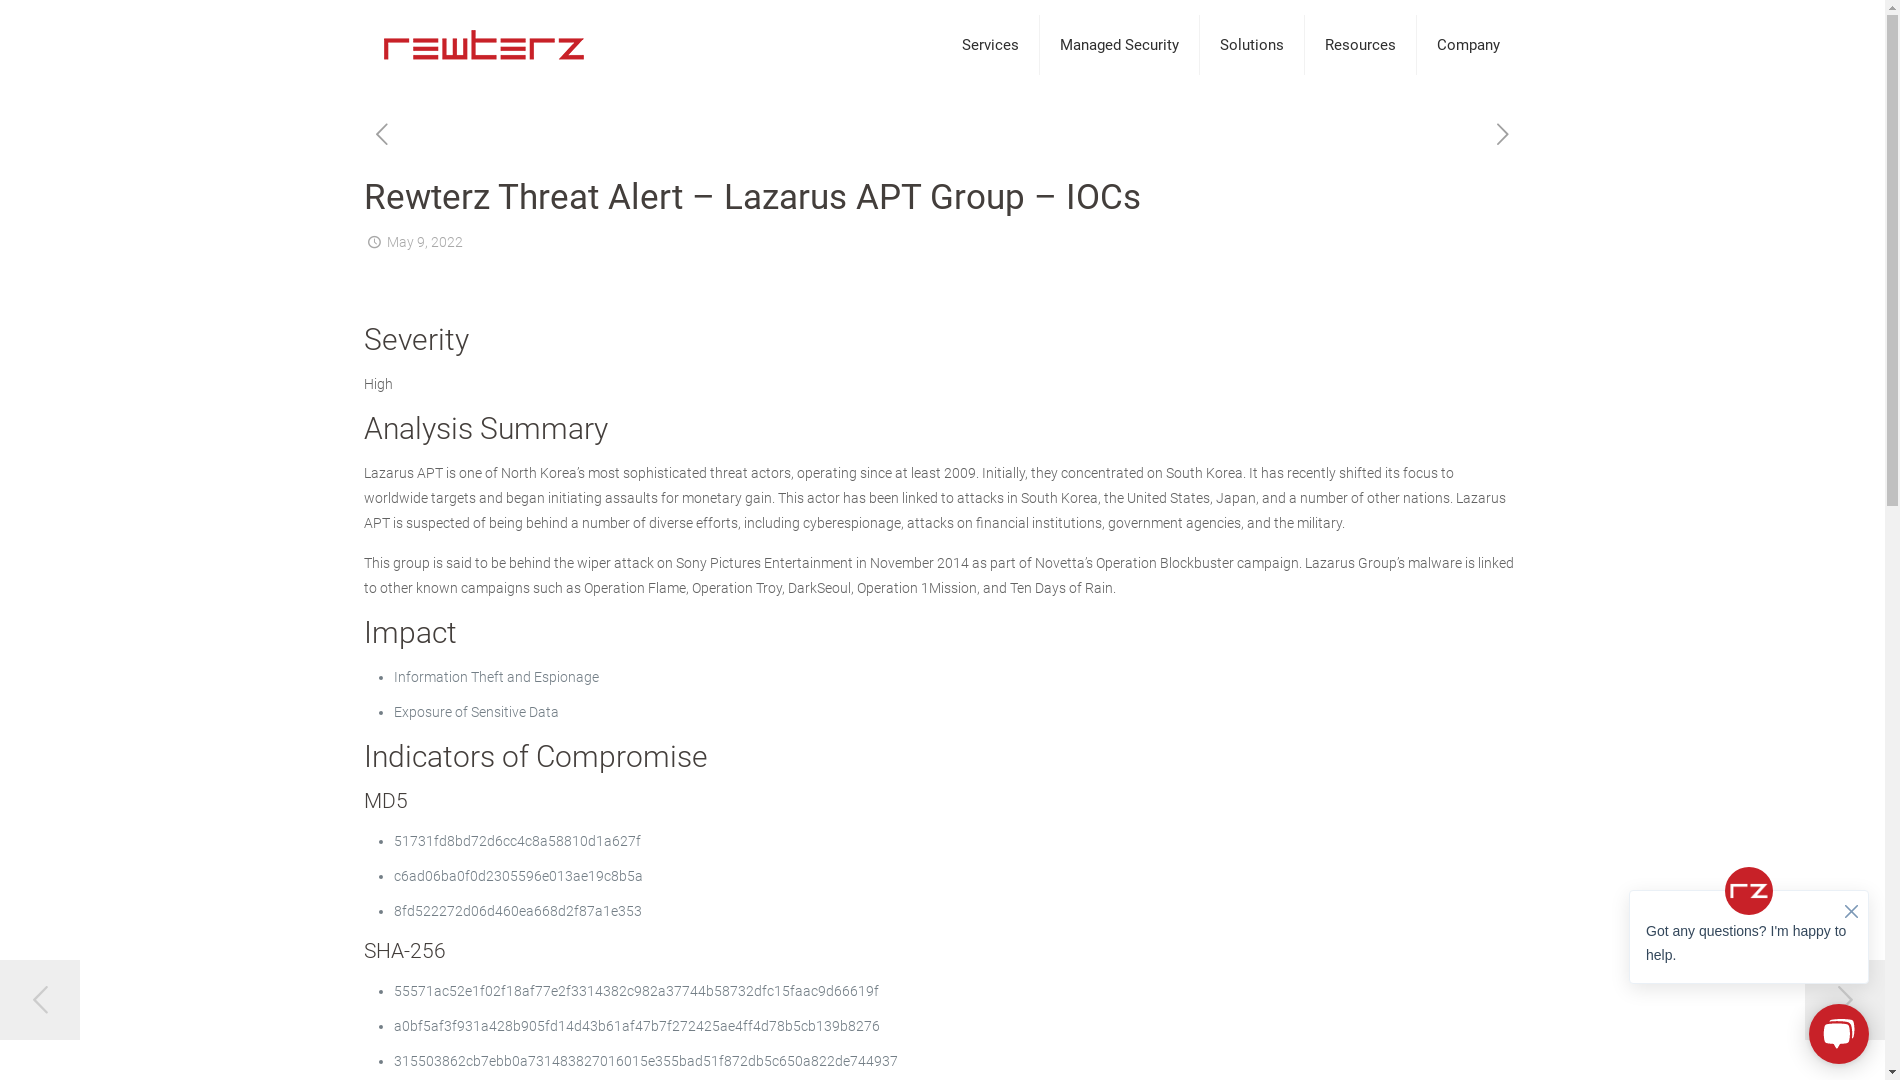 rewterz
Services
Managed Security
Solutions
Resources
Company
Rewterz Threat Alert – Lazarus APT Group – IOCs
May 9, 2022
Severity
High
Analysis Summary
Lazarus APT is one of North Korea’s most sophisticated threat actors, operating since at least 2009. Initially, they concentrated on South Korea. It has recently shifted its focus to
worldwide targets and began initiating assaults for monetary gain. This actor has been linked to attacks in South Korea, the United States, Japan, and a number of other nations. Lazarus
APT is suspected of being behind a number of diverse efforts, including cyberespionage, attacks on financial institutions, government agencies, and the military.
This group is said to be behind the wiper attack on Sony Pictures Entertainment in November 2014 as part of Novetta’s Operation Blockbuster campaign. Lazarus Group’s malware is linked
to other known campaigns such as Operation Flame, Operation Troy, DarkSeoul, Operation 1Mission, and Ten Days of Rain.
Impact
Information Theft and Espionage
Exposure of Sensitive Data
Indicators of Compromise
MD5
51731fd8bd72d6cc4c8a58810d1a627f
c6ad06ba0f0d2305596e013ae19c8b5a
8fd522272d06d460ea668d2f87a1e353
SHA-256
55571ac52e1f02f18af77e2f3314382c982a37744b58732dfc15faac9d66619f
a0bf5af3f931a428b905fd14d43b61af47b7f272425ae4ff4d78b5cb139b8276
315503862cb7ebb0a731483827016015e355bad51f872db5c650a822de744937
rz
Got any questions? I'm happy to
help.